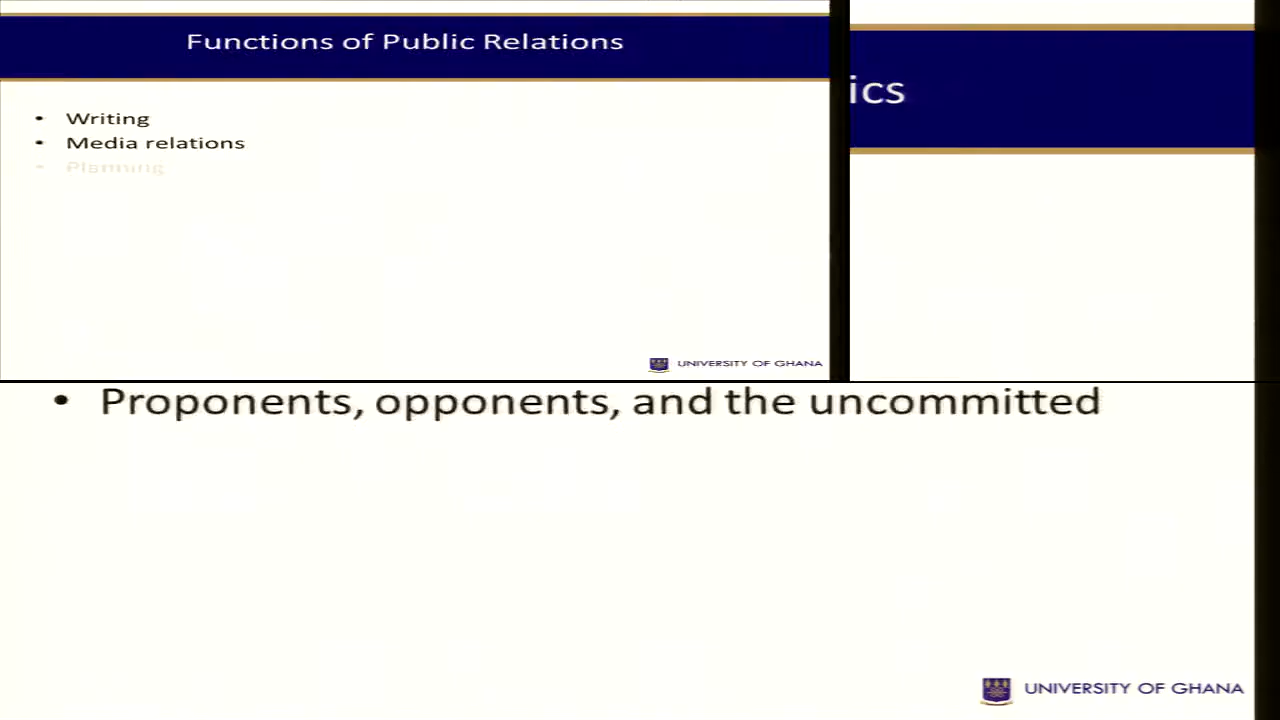 Functions of Public Relations
ics
• Writing
• Media relations
• Planning
UNIVERSITY OF GHANA
• Proponents, opponents, and the uncommitted
UNIVERSITY OF GHANA